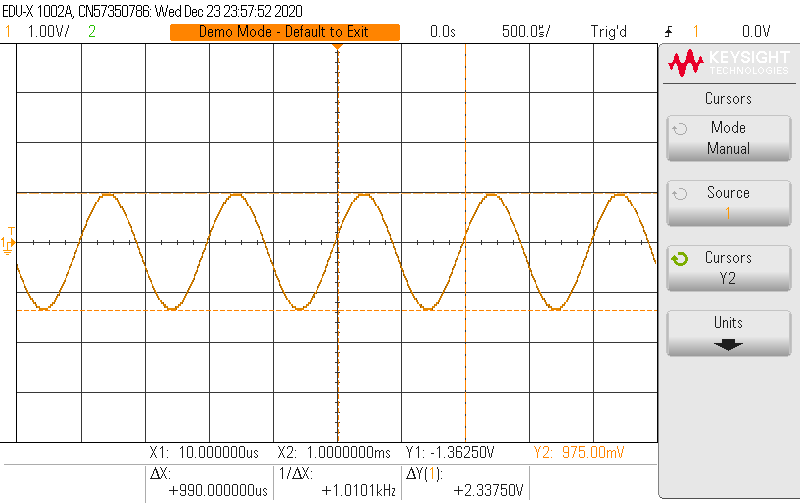 EDU-X 1002A, CN57350786: Wed Dec 23 23:57:52 2020
1 1.00V/ 2 Demo Mode - Default to Exit 0.0s 500.0us/ Trig'd 1 0.0V
KEYSIGHT
TECHNOLOGIES
Cursors
Mode
Manual
Source
1
Cursors
Y2
Units
T
1
X1: 10.000000us X2: 1.0000000ms Y1: -1.36250V Y2: 975.00mV
ΔX: 1/ΔX: ΔY(1):
+990.000000us +1.0101kHz +2.33750V